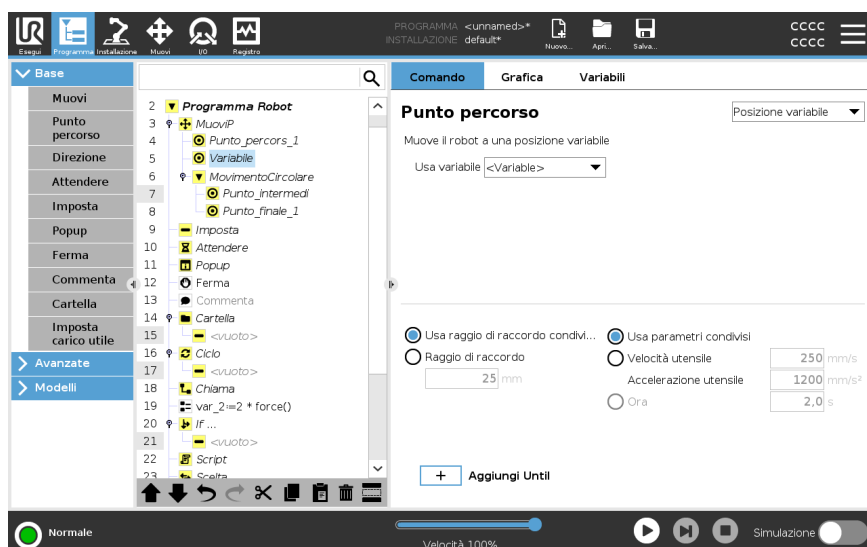 PROGRAMMA <unnamed>*
INSTALLAZIONE default*
Esegui Programma Installazione Muovi I/O Registro
Nuovo... Apri... Salva...
CCCC
CCCC
Base
Muovi
Punto
percorso
Direzione
Attendere
Imposta
Popup
Ferma
Commenta
Cartella
Imposta
carico utile
Avanzate
Modelli
2 Programma Robot
3 MuoviP
4 Punto_percors_1
5 Variabile
6 MovimentoCircolare
7 Punto_intermedi
8 Punto_finale_1
9 Imposta
10 Attendere
11 Popup
12 Ferma
13 Commenta
14 Cartella
15 <vuoto>
16 Ciclo
17 <vuoto>
18 Chiama
19 var_2:=2 * force()
20 If ...
21 <vuoto>
22 Script
23 Scelta
Comando Grafica Variabili
Punto percorso
Posizione variabile
Muove il robot a una posizione variabile
Usa variabile <Variable>
Usa raggio di raccordo condivi...
Raggio di raccordo
25 mm
Usa parametri condivisi
Velocità utensile 250 mm/s
Accelerazione utensile 1200 mm/s²
Ora 2,0 s
+ Aggiungi Until
Normale
Velocità 100%
Simulazione